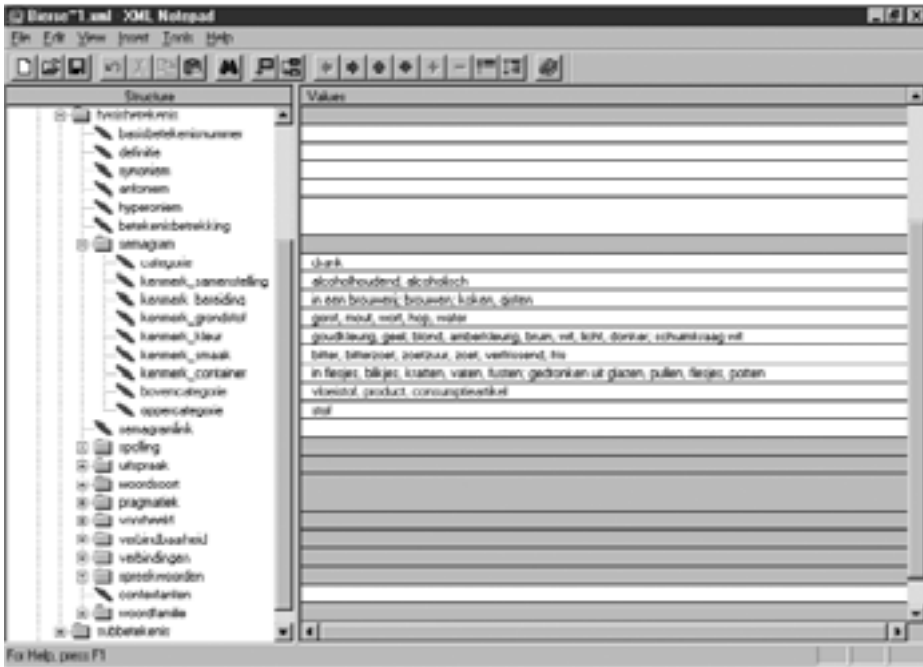 Bierse~1.xml XML Notepad
File Edit View Insert Tools Help
Structure Values
basisbetekenis
basisbetekenisnummer
definitie
synoniem
antoniem
hyperoniem
betekenisbetrekking
semagram
categorie drank
kenmerk_samenstelling alcoholhoudend, alcoholisch
kenmerk_bereiding in een brouwerij; brouwen; koken, gisten
kenmerk_grondstof gerst, mout, wort, hop, water
kenmerk_kleur goudkleurig, geel, blond, amberkleurig, bruin, wit, licht, donker; schuimkraag wit
kenmerk_smaak bitter, bitterzoet, zoetzuur, zoet, verfrissend, fris
kenmerk_container in flesjes, blikjes, kratten, vaten, fusten; gedronken uit glazen, pullen, flesjes, potten
bovencategorie vloeistof, product, consumptieartikel
oppercategorie stof
semagramlink
spelling
uitspraak
woordsoort
pragmatiek
voorbeeld
verbindbaarheid
verbindingen
spreekwoorden
contextanten
woordfamilie
subbetekenis
For Help, press F1